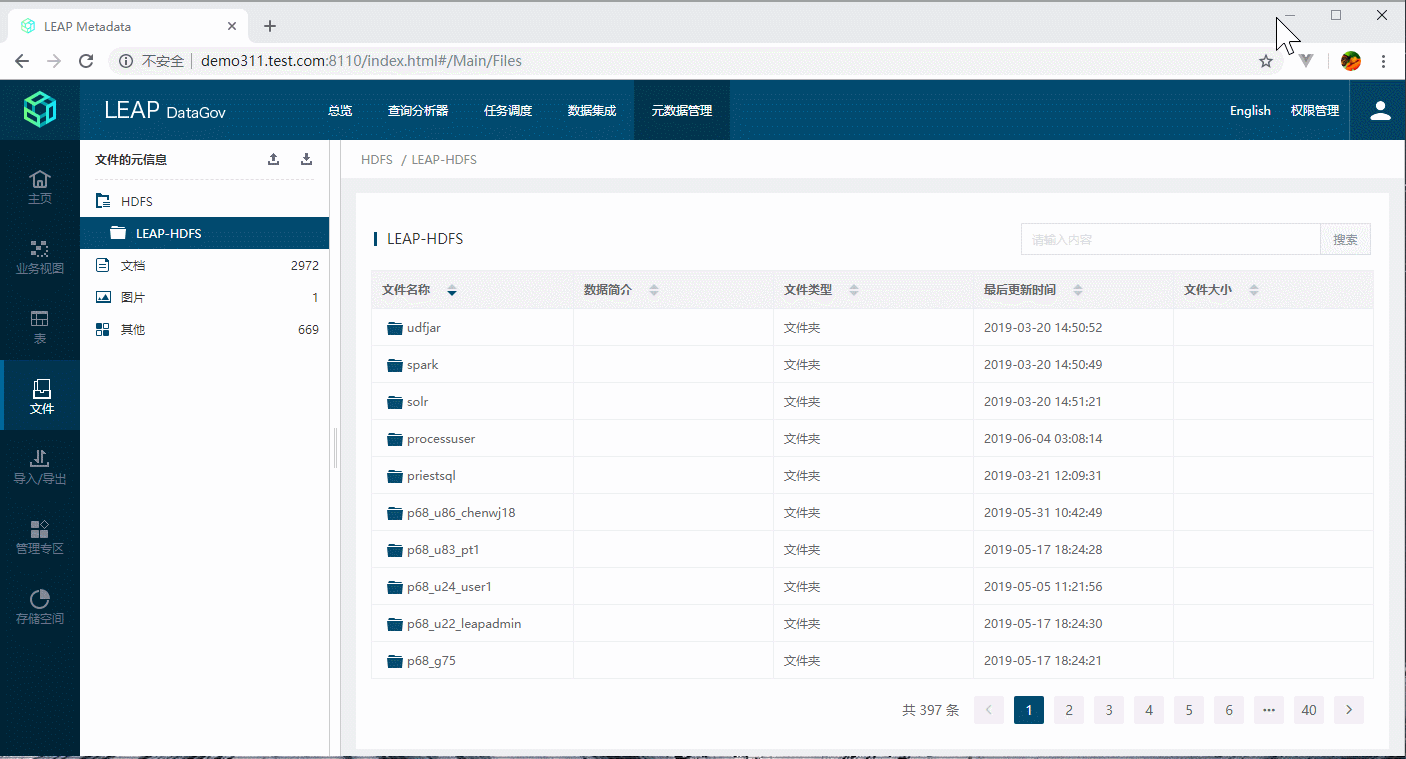 LEAP Metadata
不安全 demo311.test.com:8110/index.html#/Main/Files
LEAP DataGov 总览 查询分析器 任务调度 数据集成 元数据管理 English 权限管理
主页
业务视图
表
文件
导入/导出
管理专区
存储空间
文件的元信息
HDFS
LEAP-HDFS
文档 2972
图片 1
其他 669
HDFS / LEAP-HDFS
LEAP-HDFS 请输入内容 搜索
文件名称 数据简介 文件类型 最后更新时间 文件大小
udfjar 文件夹 2019-03-20 14:50:52
spark 文件夹 2019-03-20 14:50:49
solr 文件夹 2019-03-20 14:51:21
processuser 文件夹 2019-06-04 03:08:14
priestsql 文件夹 2019-03-21 12:09:31
p68_u86_chenwj18 文件夹 2019-05-31 10:42:49
p68_u83_pt1 文件夹 2019-05-17 18:24:28
p68_u24_user1 文件夹 2019-05-05 11:21:56
p68_u22_leapadmin 文件夹 2019-05-17 18:24:30
p68_g75 文件夹 2019-05-17 18:24:21
共 397 条 1 2 3 4 5 6 ••• 40